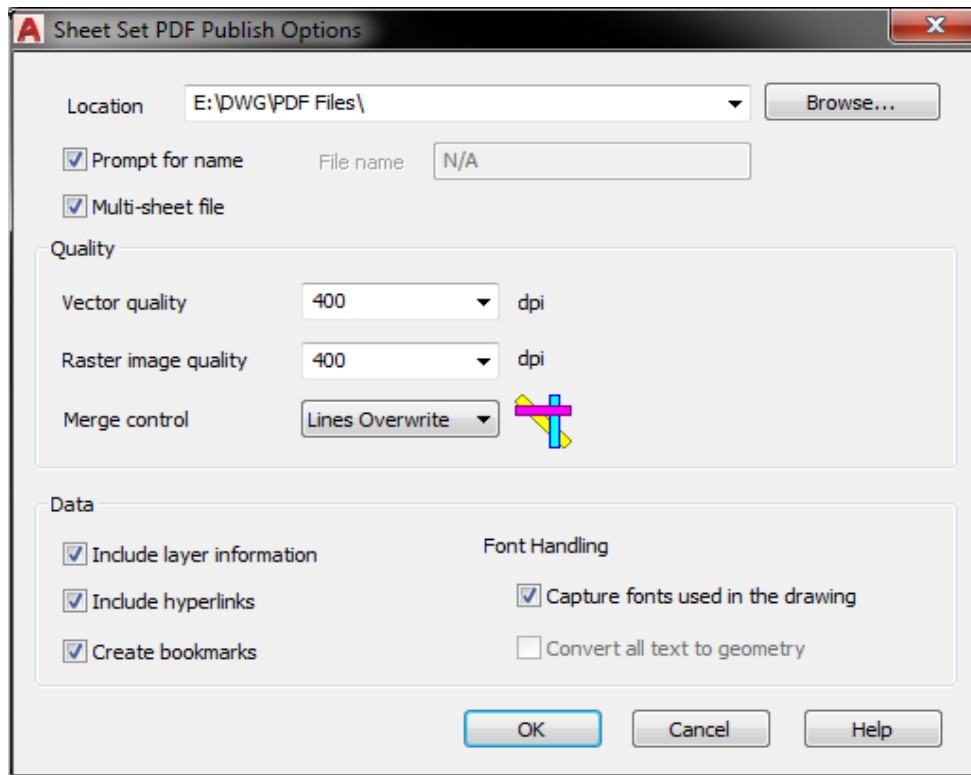 Sheet Set PDF Publish Options
Location E:\DWG\PDF Files\ Browse...
Prompt for name File name N/A
Multi-sheet file
Quality
Vector quality 400 dpi
Raster image quality 400 dpi
Merge control Lines Overwrite
Data
Include layer information
Include hyperlinks
Create bookmarks
Font Handling
Capture fonts used in the drawing
Convert all text to geometry
OK Cancel Help